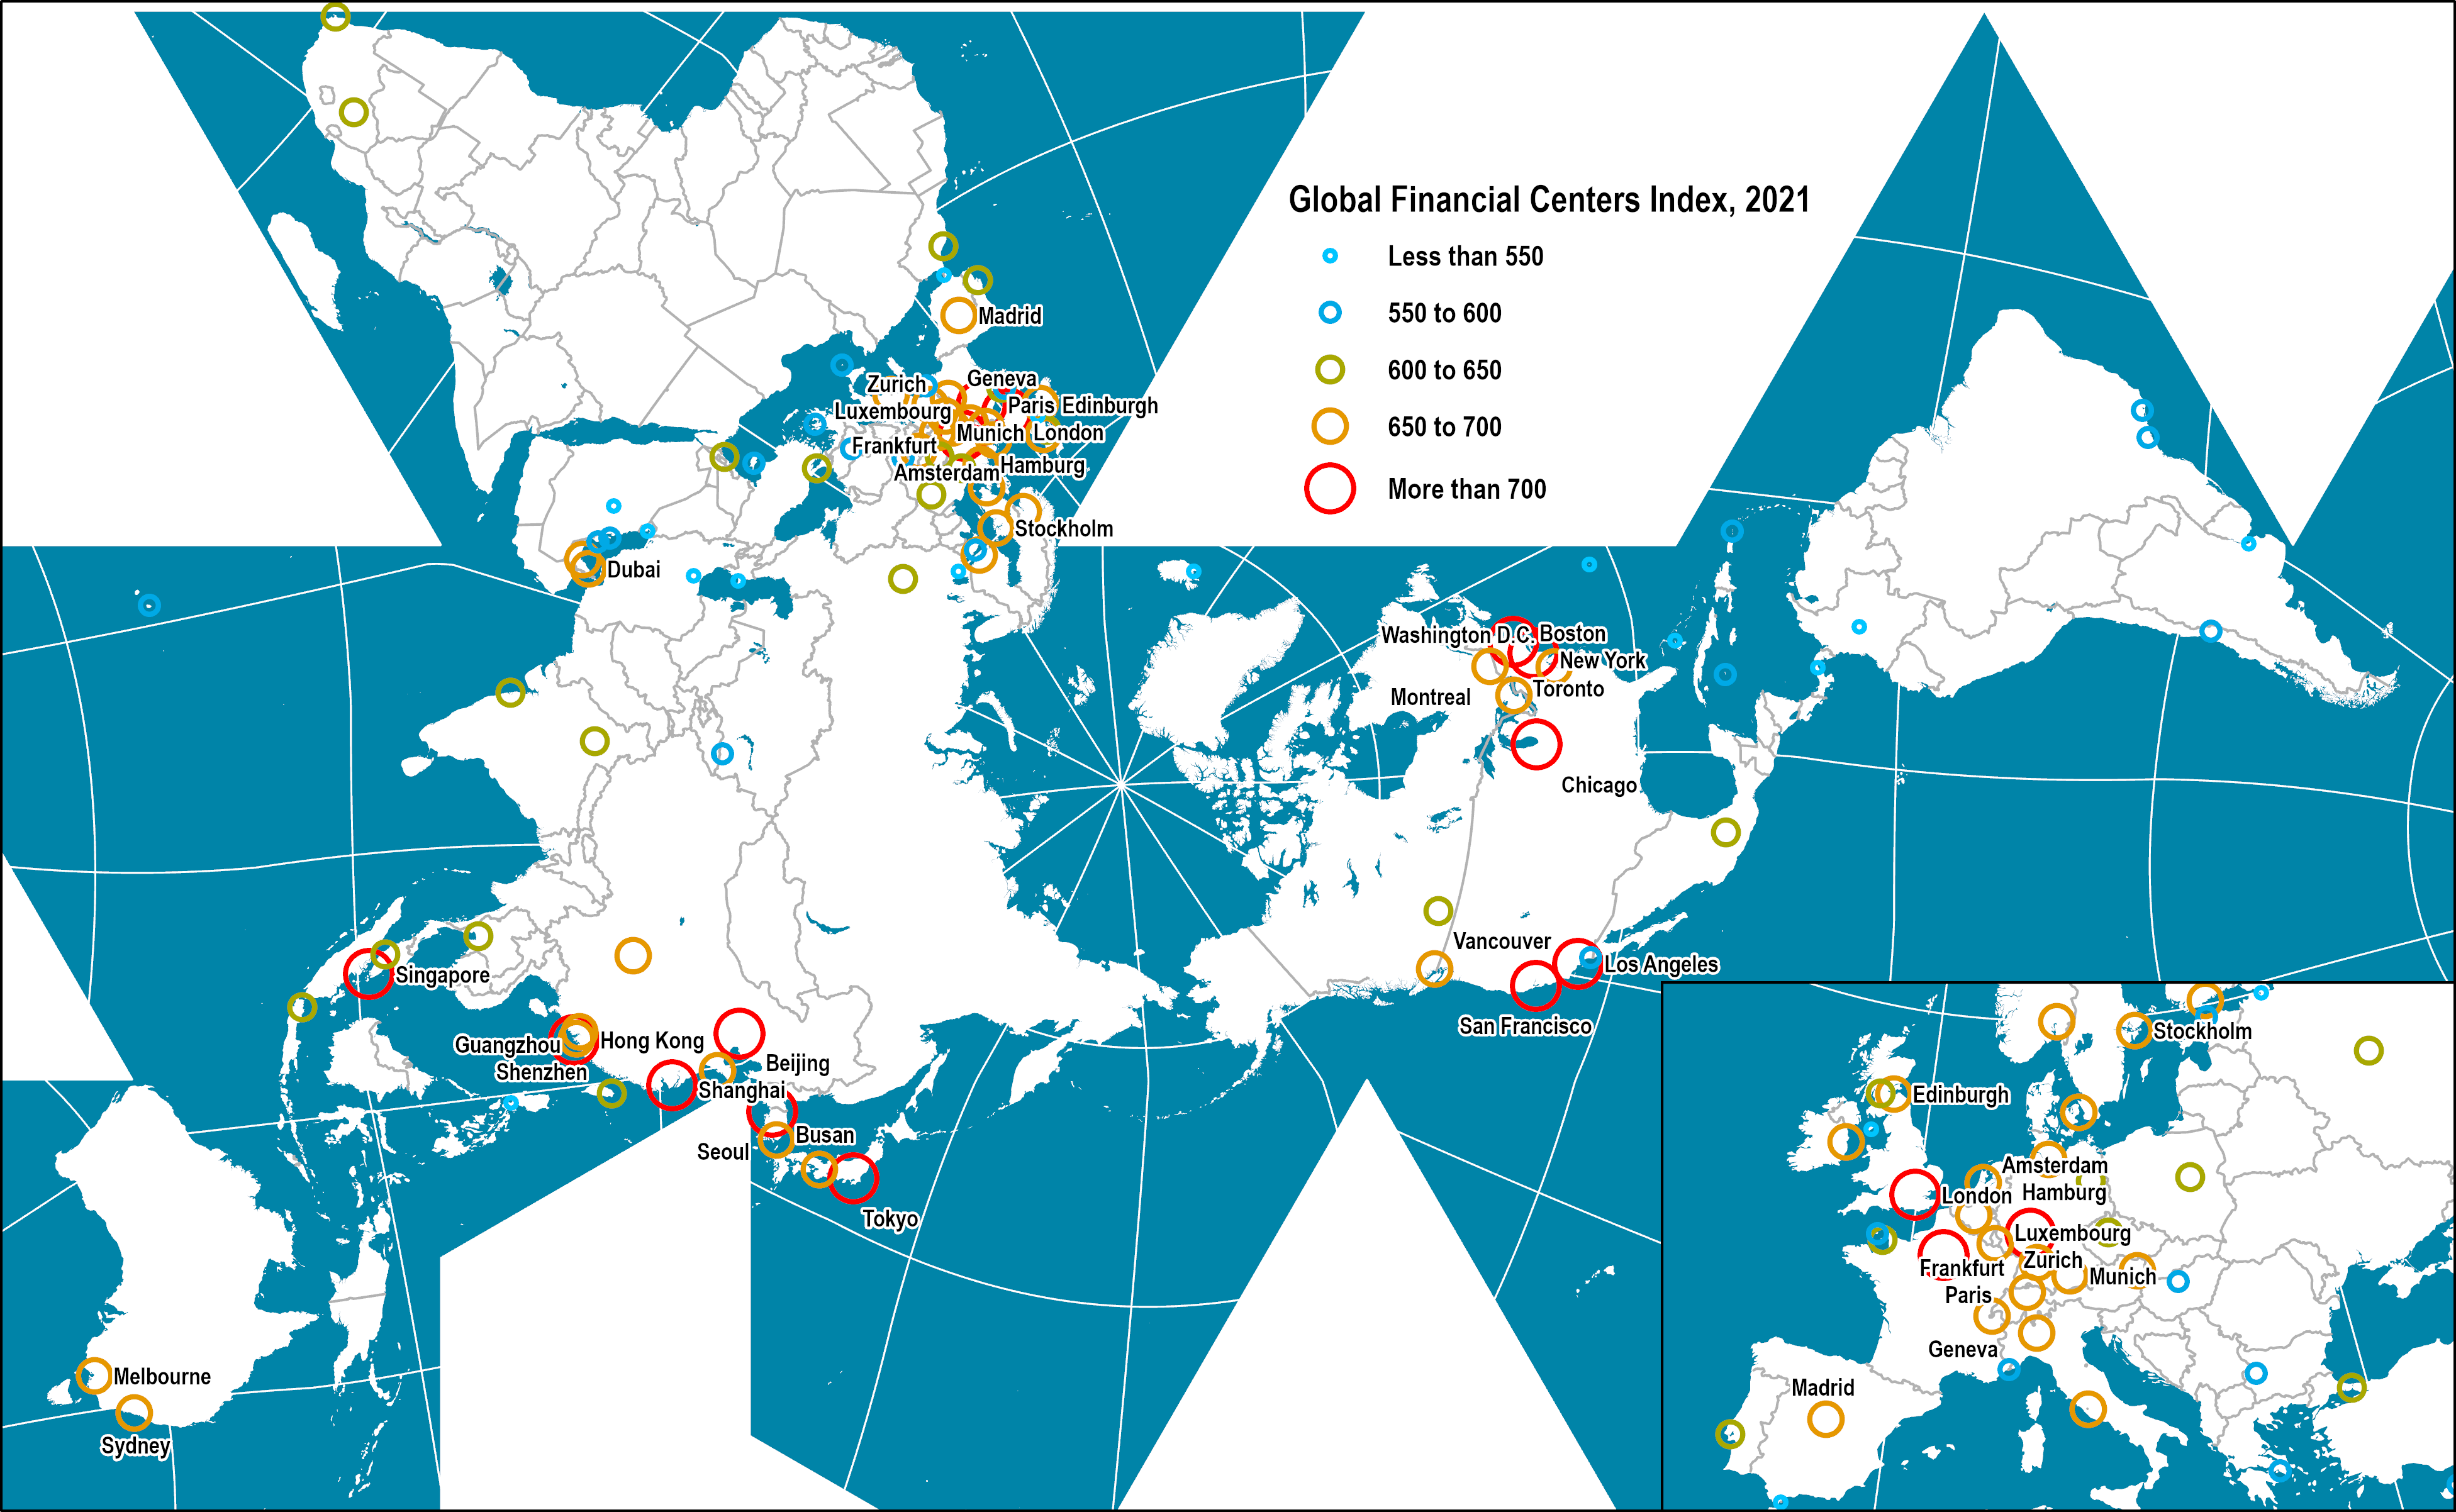 Global Financial Centers Index, 2021
Less than 550
550 to 600
600 to 650
650 to 700
More than 700
Madrid
Zurich
Geneva
Luxembourg
Paris
Edinburgh
Frankfurt
Munich
London
Amsterdam
Hamburg
Stockholm
Dubai
Washington D.C.
Boston
New York
Montreal
Toronto
Chicago
Vancouver
Los Angeles
San Francisco
Singapore
Guangzhou
Hong Kong
Shenzhen
Beijing
Shanghai
Busan
Seoul
Tokyo
Melbourne
Sydney
Stockholm
Edinburgh
Amsterdam
London
Hamburg
Luxembourg
Frankfurt
Zurich
Munich
Paris
Geneva
Madrid